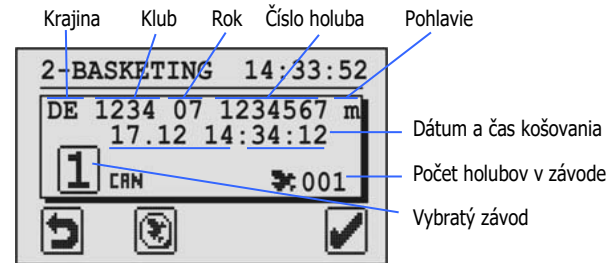 Krajina Klub Rok Číslo holuba Pohlavie
2-BASKETING 14:33:52
DE 1234 07 1234567 m
17.12 14:34:12
Dátum a čas košovania
1 CAN 001
Počet holubov v závode
Vybratý závod